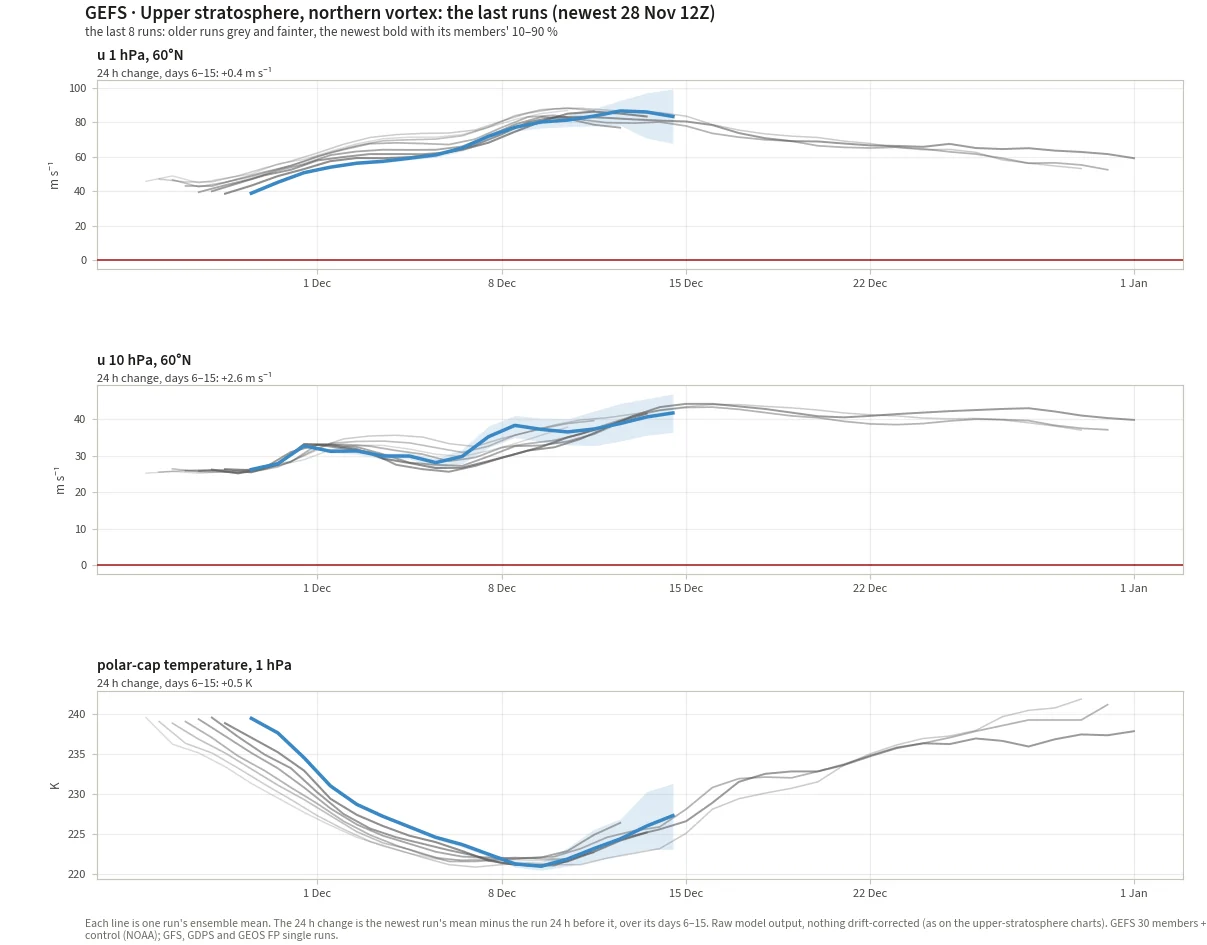 GEFS · Upper stratosphere, northern vortex: the last runs (newest 28 Nov 12Z)
the last 8 runs: older runs grey and fainter, the newest bold with its members' 10–90 %
u 1 hPa, 60°N
24 h change, days 6–15: +0.4 m s⁻¹
100
80
60
40
20
0
m s⁻¹
1 Dec
8 Dec
15 Dec
22 Dec
1 Jan
u 10 hPa, 60°N
24 h change, days 6–15: +2.6 m s⁻¹
40
30
20
10
0
m s⁻¹
1 Dec
8 Dec
15 Dec
22 Dec
1 Jan
polar-cap temperature, 1 hPa
24 h change, days 6–15: +0.5 K
240
235
230
225
220
K
1 Dec
8 Dec
15 Dec
22 Dec
1 Jan
Each line is one run's ensemble mean. The 24 h change is the newest run's mean minus the run 24 h before it, over its days 6–15. Raw model output, nothing drift-corrected (as on the upper-stratosphere charts). GEFS 30 members +
control (NOAA); GFS, GDPS and GEOS FP single runs.